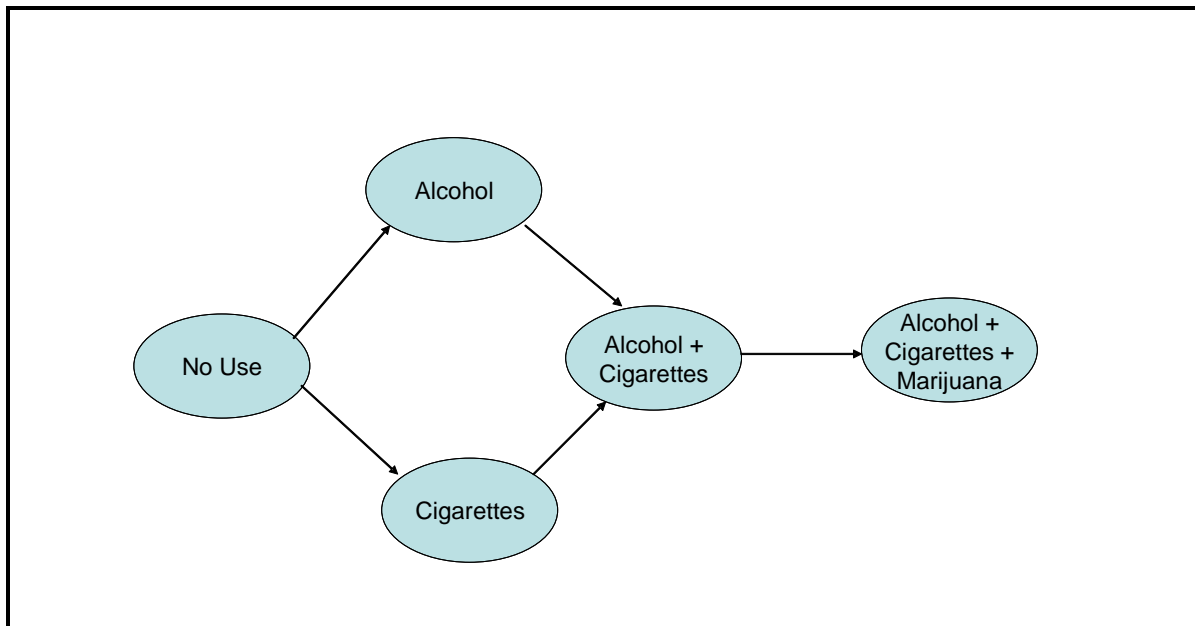 Alcohol
No Use
Alcohol +
Cigarettes
Alcohol +
Cigarettes +
Marijuana
Cigarettes